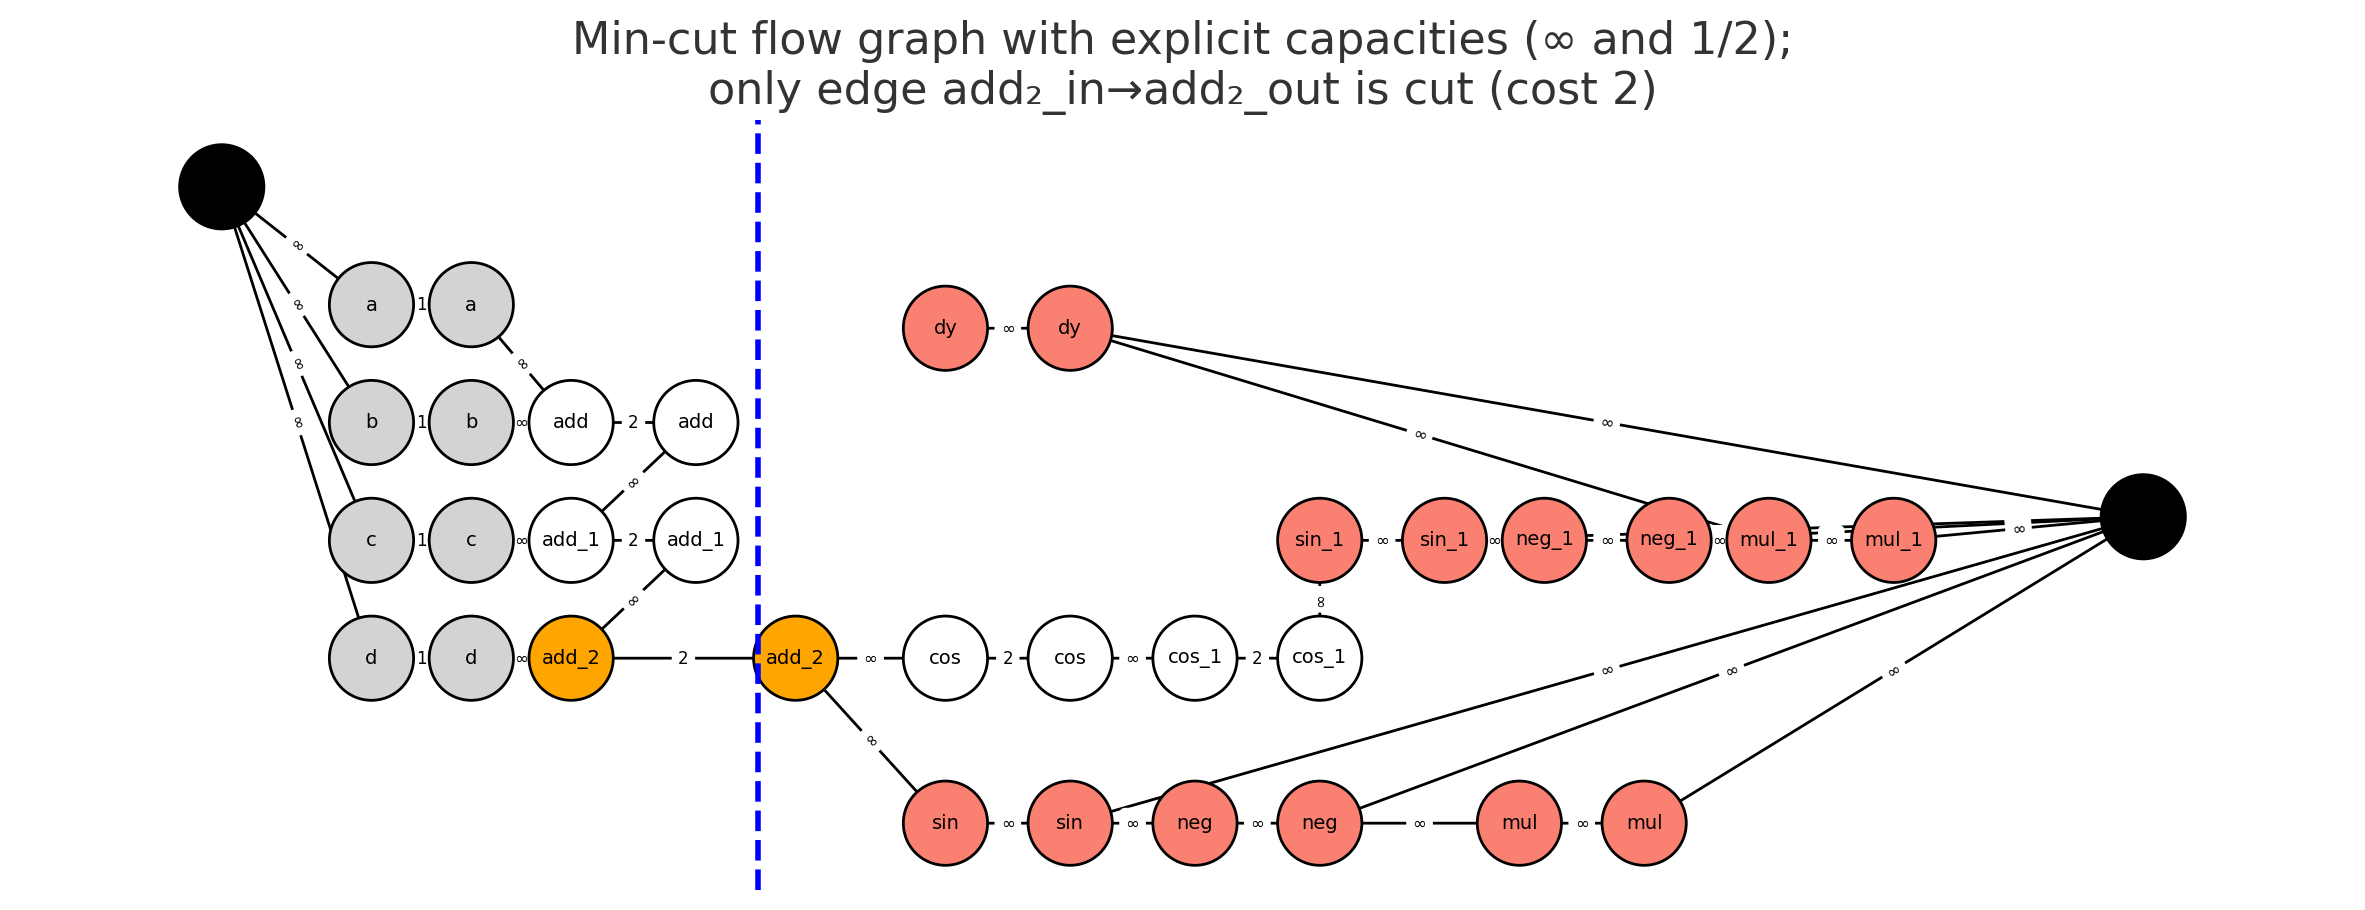 Min-cut flow graph with explicit capacities (∞ and 1/2);
only edge add₂_in→add₂_out is cut (cost 2)
∞
a 1 a
∞
dy ∞ dy
∞
∞
∞
b 1 b ∞ add 2 add
∞
∞
∞
∞
c 1 c ∞ add_1 2 add_1
sin_1 ∞ sin_1 ∞ neg_1 ∞ neg_1 ∞ mul_1 ∞ mul_1
∞
∞
∞
d 1 d ∞ add_2 2 add_2 ∞ cos 2 cos ∞ cos_1 2 cos_1
∞
∞
∞
∞
sin ∞ sin ∞ neg ∞ neg ∞ mul ∞ mul